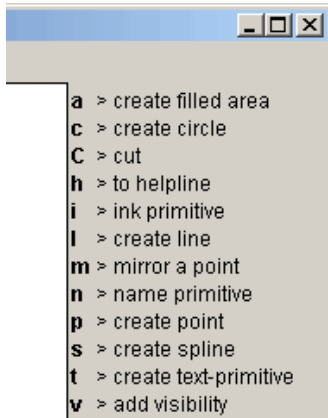 a > create filled area
c > create circle
C > cut
h > to helpline
i > ink primitive
l > create line
m > mirror a point
n > name primitive
p > create point
s > create spline
t > create text-primitive
v > add visibility